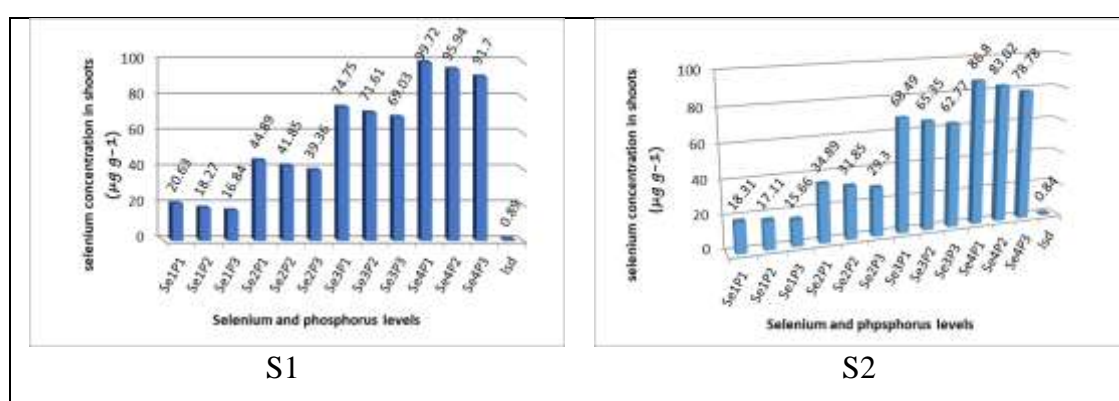 selenium concentration in shoots
(µg g−1)
100
80
60
40
20
0
20.63
18.27
16.84
44.89
41.85
39.36
74.75
71.61
69.03
99.72
95.94
91.7
0.89
Se1P1
Se1P2
Se1P3
Se2P1
Se2P2
Se2P3
Se3P1
Se3P2
Se3P3
Se4P1
Se4P2
Se4P3
lsd
Selenium and phosphorus levels
S1
selenium concentration in shoots
(µg g−1)
100
80
60
40
20
0
18.31
17.11
15.66
34.89
31.85
29.3
68.49
65.35
62.77
86.8
83.02
78.78
0.84
Se1P1
Se1P2
Se1P3
Se2P1
Se2P2
Se2P3
Se3P1
Se3P2
Se3P3
Se4P1
Se4P2
Se4P3
lsd
Selenium and phpsphorus levels
S2